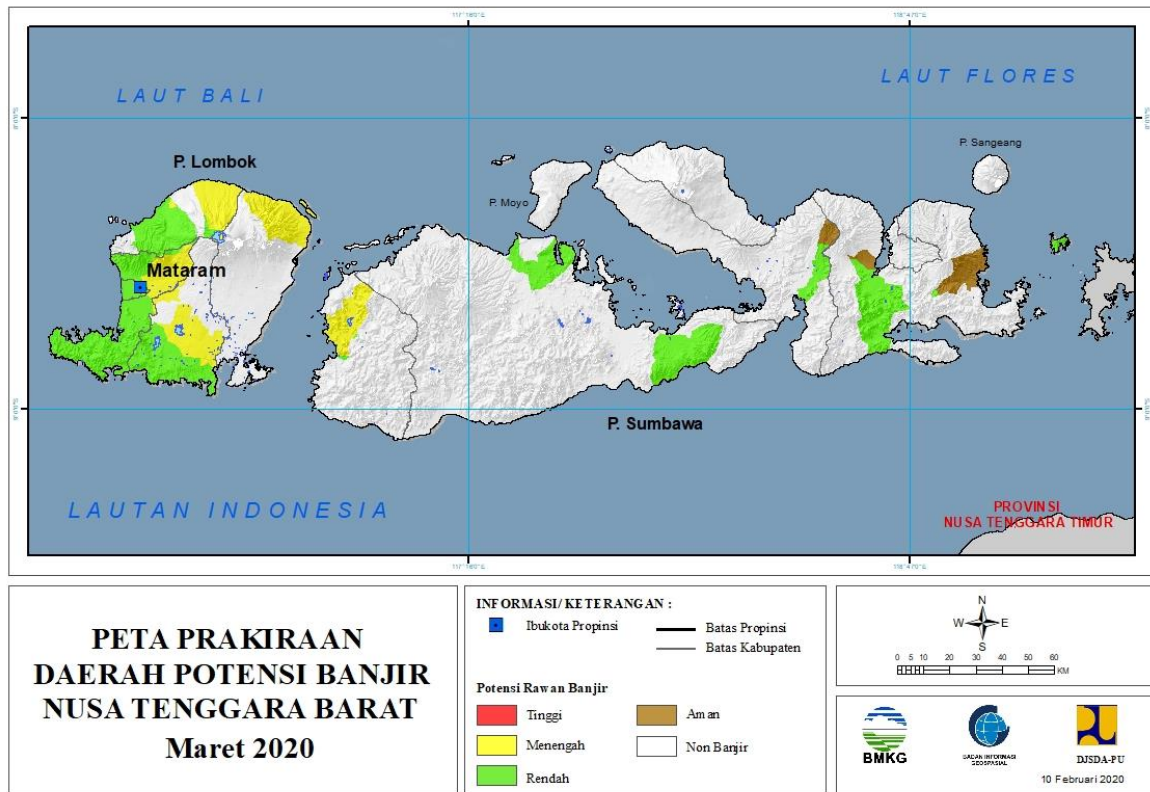 LAUT FLORES
LAUT BALI
P. Sangeang
P. Lombok
P. Moyo
Mataram
P. Sumbawa
LAUTAN INDONESIA
PROVINSI
NUSA TENGGARA TIMUR
PETA PRAKIRAAN
DAERAH POTENSI BANJIR
NUSA TENGGARA BARAT
Maret 2020
INFORMASI/ KETERANGAN :
Ibukota Propinsi
Batas Propinsi
Batas Kabupaten
Potensi Rawan Banjir
Tinggi
Aman
Menengah
Non Banjir
Rendah
N
W E
S
0 5 10 20 30 40 50 60
KM
BMKG
BADAN INFORMASI
GEOSPASIAL
DJSDA-PU
10 Februari 2020